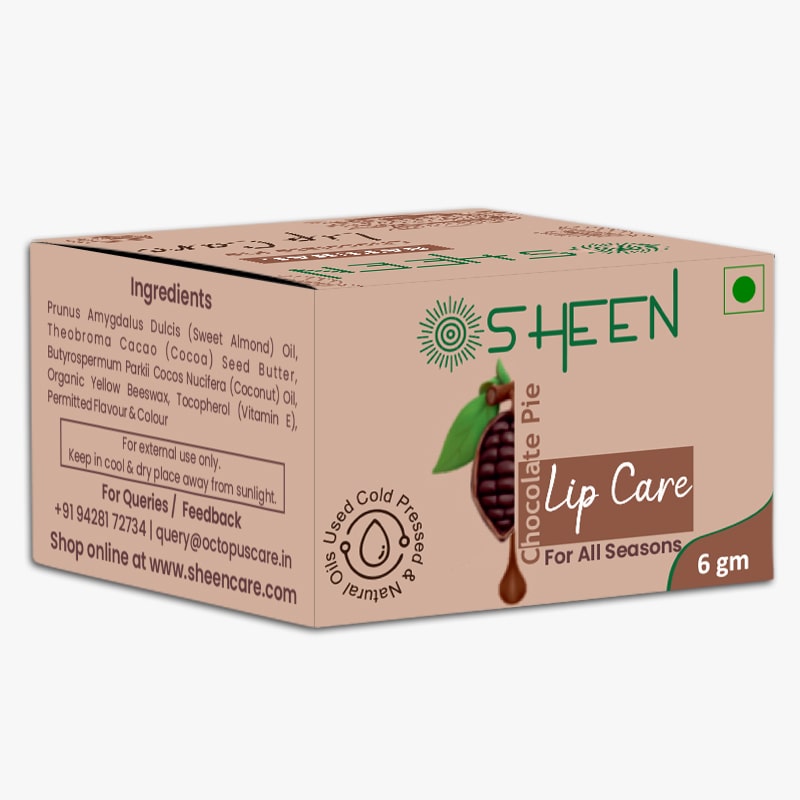 Ingredients
Prunus Amygdalus Dulcis (Sweet Almond) Oil,
Theobroma Cacao (Cocoa) Seed Butter,
Butyrospermum Parkii Cocos Nucifera (Coconut) Oil,
Organic Yellow Beeswax, Tocopherol (Vitamin E),
Permitted Flavour & Colour
For external use only.
Keep in cool & dry place away from sunlight.
For Queries / Feedback
+91 94281 72734 | query@octopuscare.in
Shop online at www.sheencare.com
SHEEN
Chocolate Pie
Lip Care
For All Seasons
6 gm
Oils Used Cold Pressed & Natural
SHEEN
Lip Care